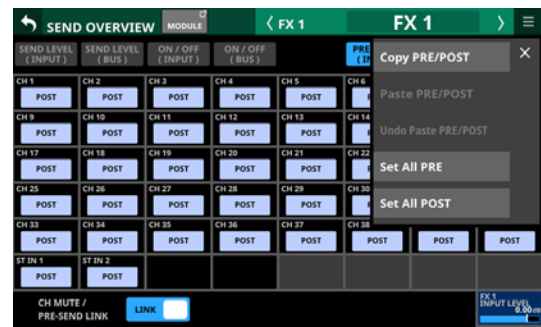 SEND OVERVIEW MODULE FX 1 FX 1
SEND LEVEL SEND LEVEL ON / OFF ON / OFF
( INPUT ) ( BUS ) ( INPUT ) ( BUS )
Copy PRE/POST
Paste PRE/POST
Undo Paste PRE/POST
Set All PRE
Set All POST
CH 1 CH 2 CH 3 CH 4 CH 5 CH 6
POST POST POST POST POST
CH 9 CH 10 CH 11 CH 12 CH 13 CH 14
POST POST POST POST POST
CH 17 CH 18 CH 19 CH 20 CH 21 CH 22
POST POST POST POST POST
CH 25 CH 26 CH 27 CH 28 CH 29 CH 30
POST POST POST POST POST
CH 33 CH 34 CH 35 CH 36 CH 37 CH 38
POST POST POST POST POST POST POST POST
ST IN 1 ST IN 2
POST POST
CH MUTE /
PRE-SEND LINK
LINK
FX 1
INPUT LEVEL
0.00 dB